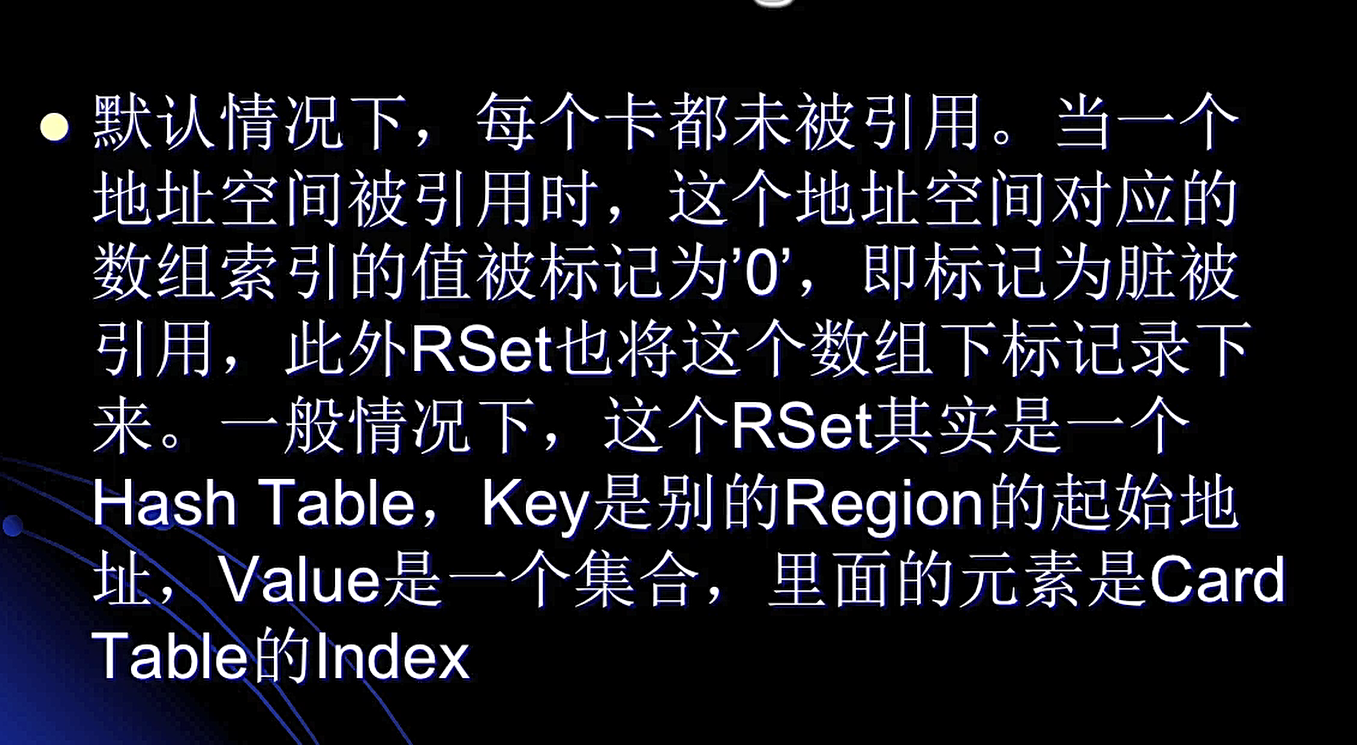 默认情况下，每个卡都未被引用。当一个
地址空间被引用时，这个地址空间对应的
数组索引的值被标记为’0’，即标记为脏被
引用，此外RSet也将这个数组下标记录下
来。一般情况下，这个RSet其实是一个
Hash Table，Key是别的Region的起始地
址，Value是一个集合，里面的元素是Card
Table的Index